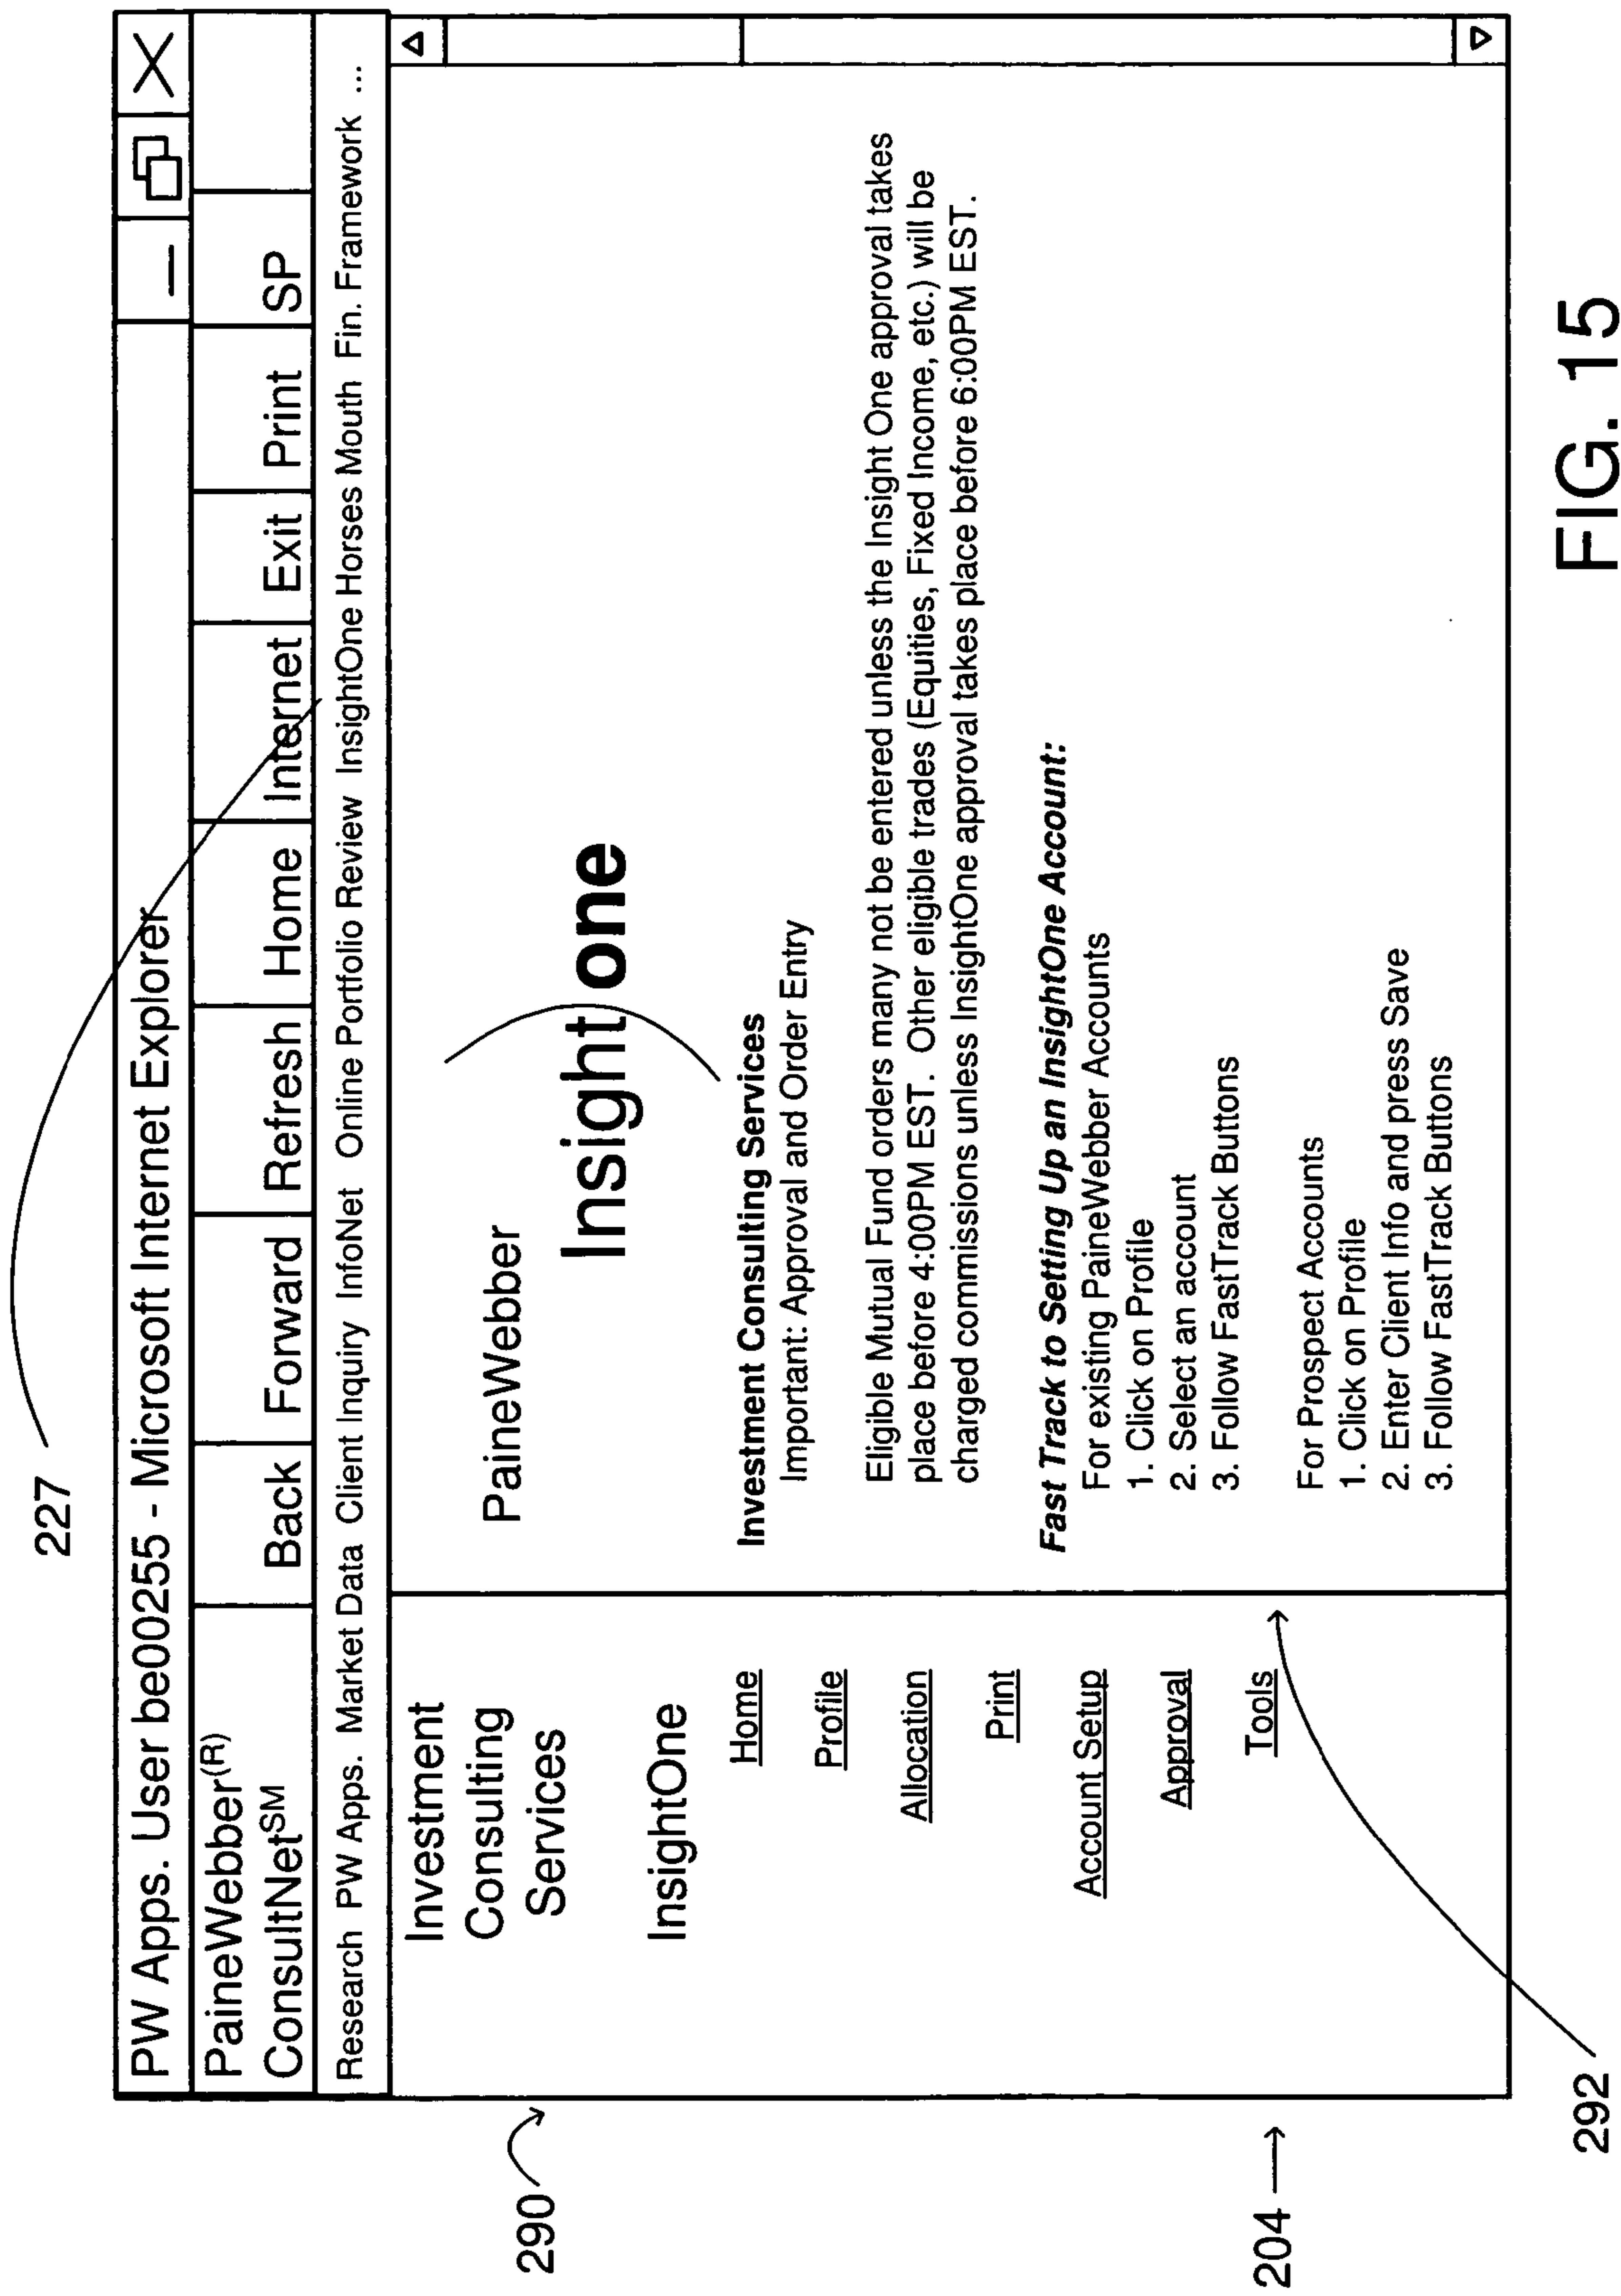 227
PW Apps. User be00255 - Microsoft Internet Explorer
PaineWebber(R)
ConsultNetSM
Back Forward Refresh Home Internet Exit Print SP
Research PW Apps. Market Data Client Inquiry InfoNet Online Portfolio Review InsightOne Horses Mouth Fin. Framework ...
290
Investment
Consulting
Services
InsightOne
Home
Profile
Allocation
Print
Account Setup
Approval
Tools
204
292
PaineWebber
Insight one
Investment Consulting Services
Important: Approval and Order Entry
Eligible Mutual Fund orders many not be entered unless the Insight One approval takes
place before 4:00PM EST. Other eligible trades (Equities, Fixed Income, etc.) will be
charged commissions unless InsightOne approval takes place before 6:00PM EST.
Fast Track to Setting Up an InsightOne Account:
For existing PaineWebber Accounts
1. Click on Profile
2. Select an account
3. Follow FastTrack Buttons
For Prospect Accounts
1. Click on Profile
2. Enter Client Info and press Save
3. Follow FastTrack Buttons
FIG. 15